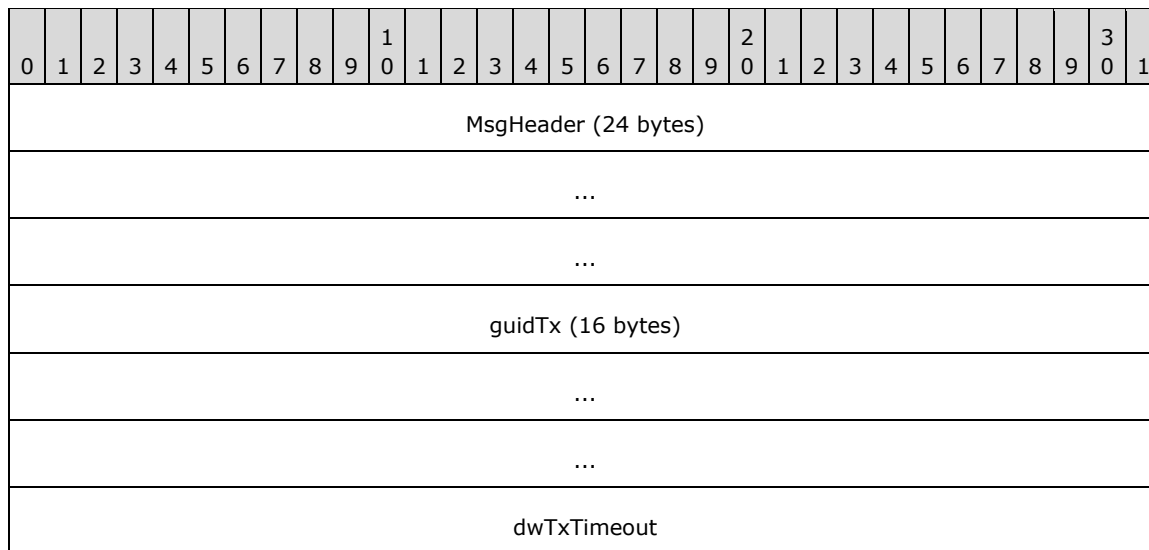 1 2 3
0 1 2 3 4 5 6 7 8 9 0 1 2 3 4 5 6 7 8 9 0 1 2 3 4 5 6 7 8 9 0 1
MsgHeader (24 bytes)
...
...
guidTx (16 bytes)
...
...
dwTxTimeout